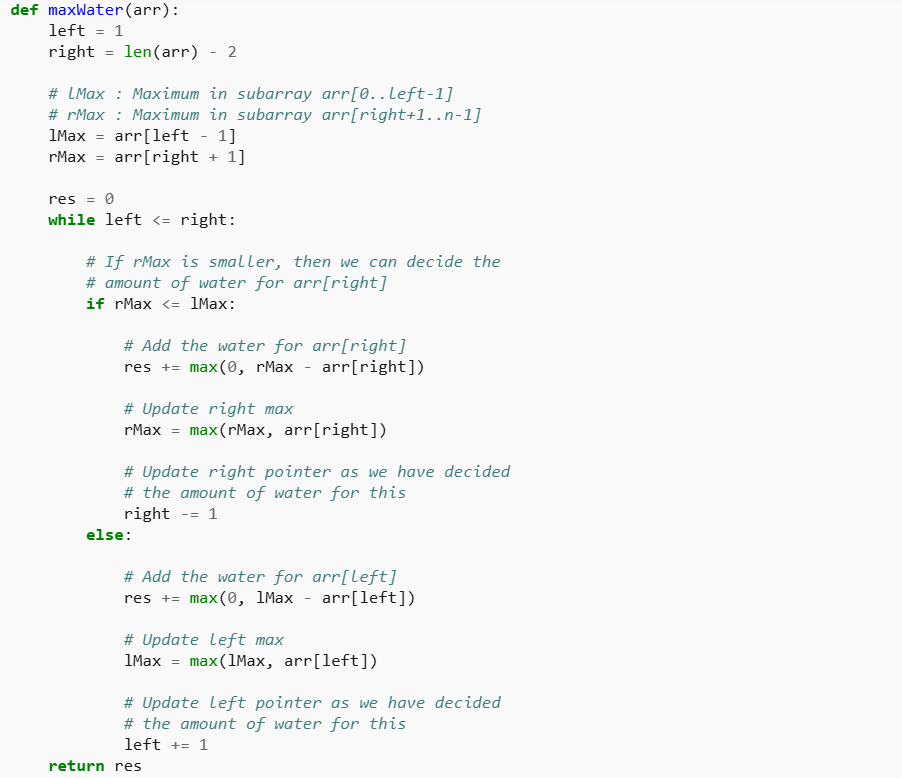 def maxWater(arr):
    left = 1
    right = len(arr) - 2

    # lMax : Maximum in subarray arr[0..left-1]
    # rMax : Maximum in subarray arr[right+1..n-1]
    lMax = arr[left - 1]
    rMax = arr[right + 1]

    res = 0
    while left <= right:

        # If rMax is smaller, then we can decide the
        # amount of water for arr[right]
        if rMax <= lMax:

            # Add the water for arr[right]
            res += max(0, rMax - arr[right])

            # Update right max
            rMax = max(rMax, arr[right])

            # Update right pointer as we have decided
            # the amount of water for this
            right -= 1
        else:

            # Add the water for arr[left]
            res += max(0, lMax - arr[left])

            # Update left max
            lMax = max(lMax, arr[left])

            # Update left pointer as we have decided
            # the amount of water for this
            left += 1
    return res